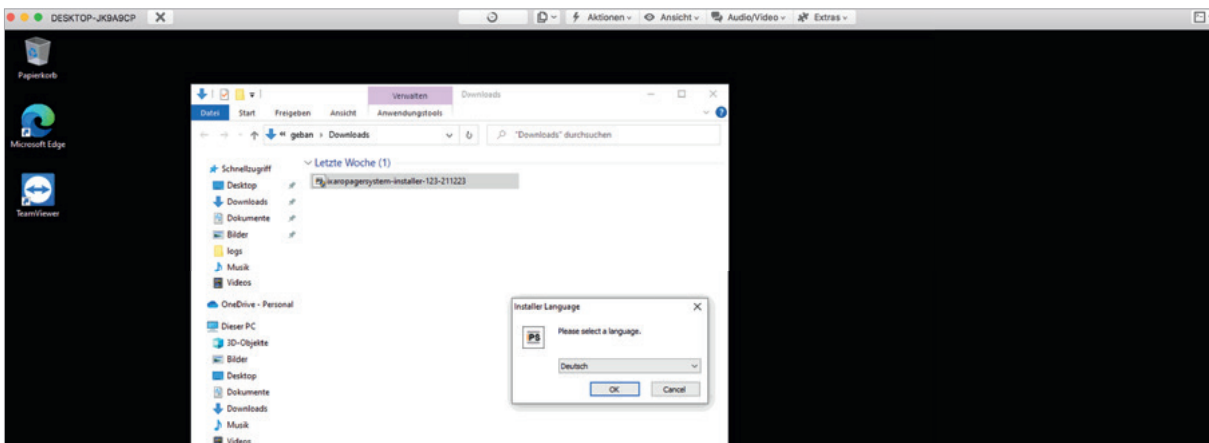 DESKTOP-JK9A9CP
Aktionen
Ansicht
Audio/Video
Extras
Papierkorb
Microsoft Edge
TeamViewer
Verwalten
Downloads
Datei
Start
Freigeben
Ansicht
Anwendungstools
« geban › Downloads
"Downloads" durchsuchen
Schnellzugriff
Desktop
Downloads
Dokumente
Bilder
logs
Musik
Videos
OneDrive - Personal
Dieser PC
3D-Objekte
Bilder
Desktop
Dokumente
Downloads
Musik
Videos
Letzte Woche (1)
ikaropagersystem-installer-123-211223
Installer Language
PS
Please select a language.
Deutsch
OK
Cancel